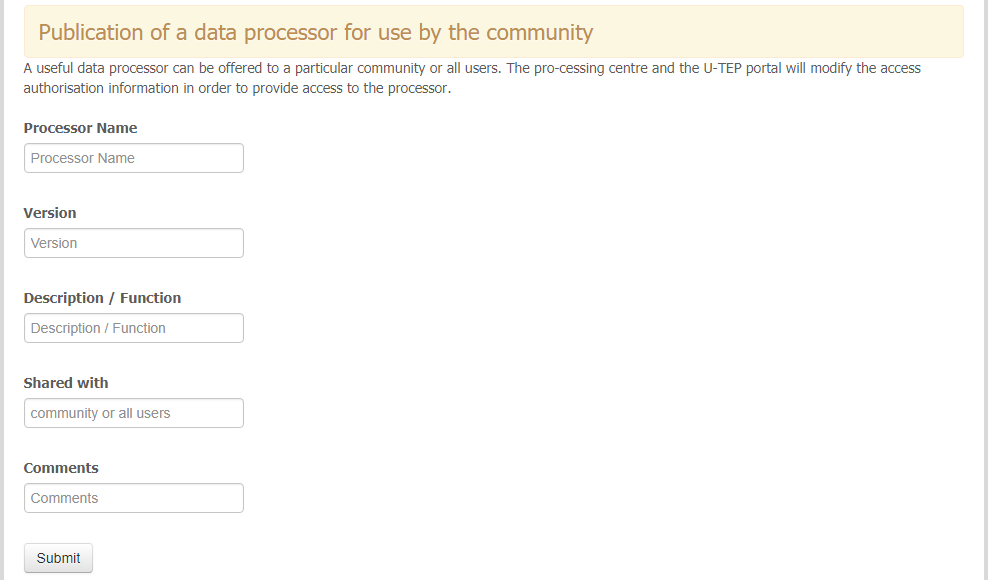 Publication of a data processor for use by the community
A useful data processor can be offered to a particular community or all users. The pro-cessing centre and the U-TEP portal will modify the access
authorisation information in order to provide access to the processor.
Processor Name
Processor Name
Version
Version
Description / Function
Description / Function
Shared with
community or all users
Comments
Comments
Submit